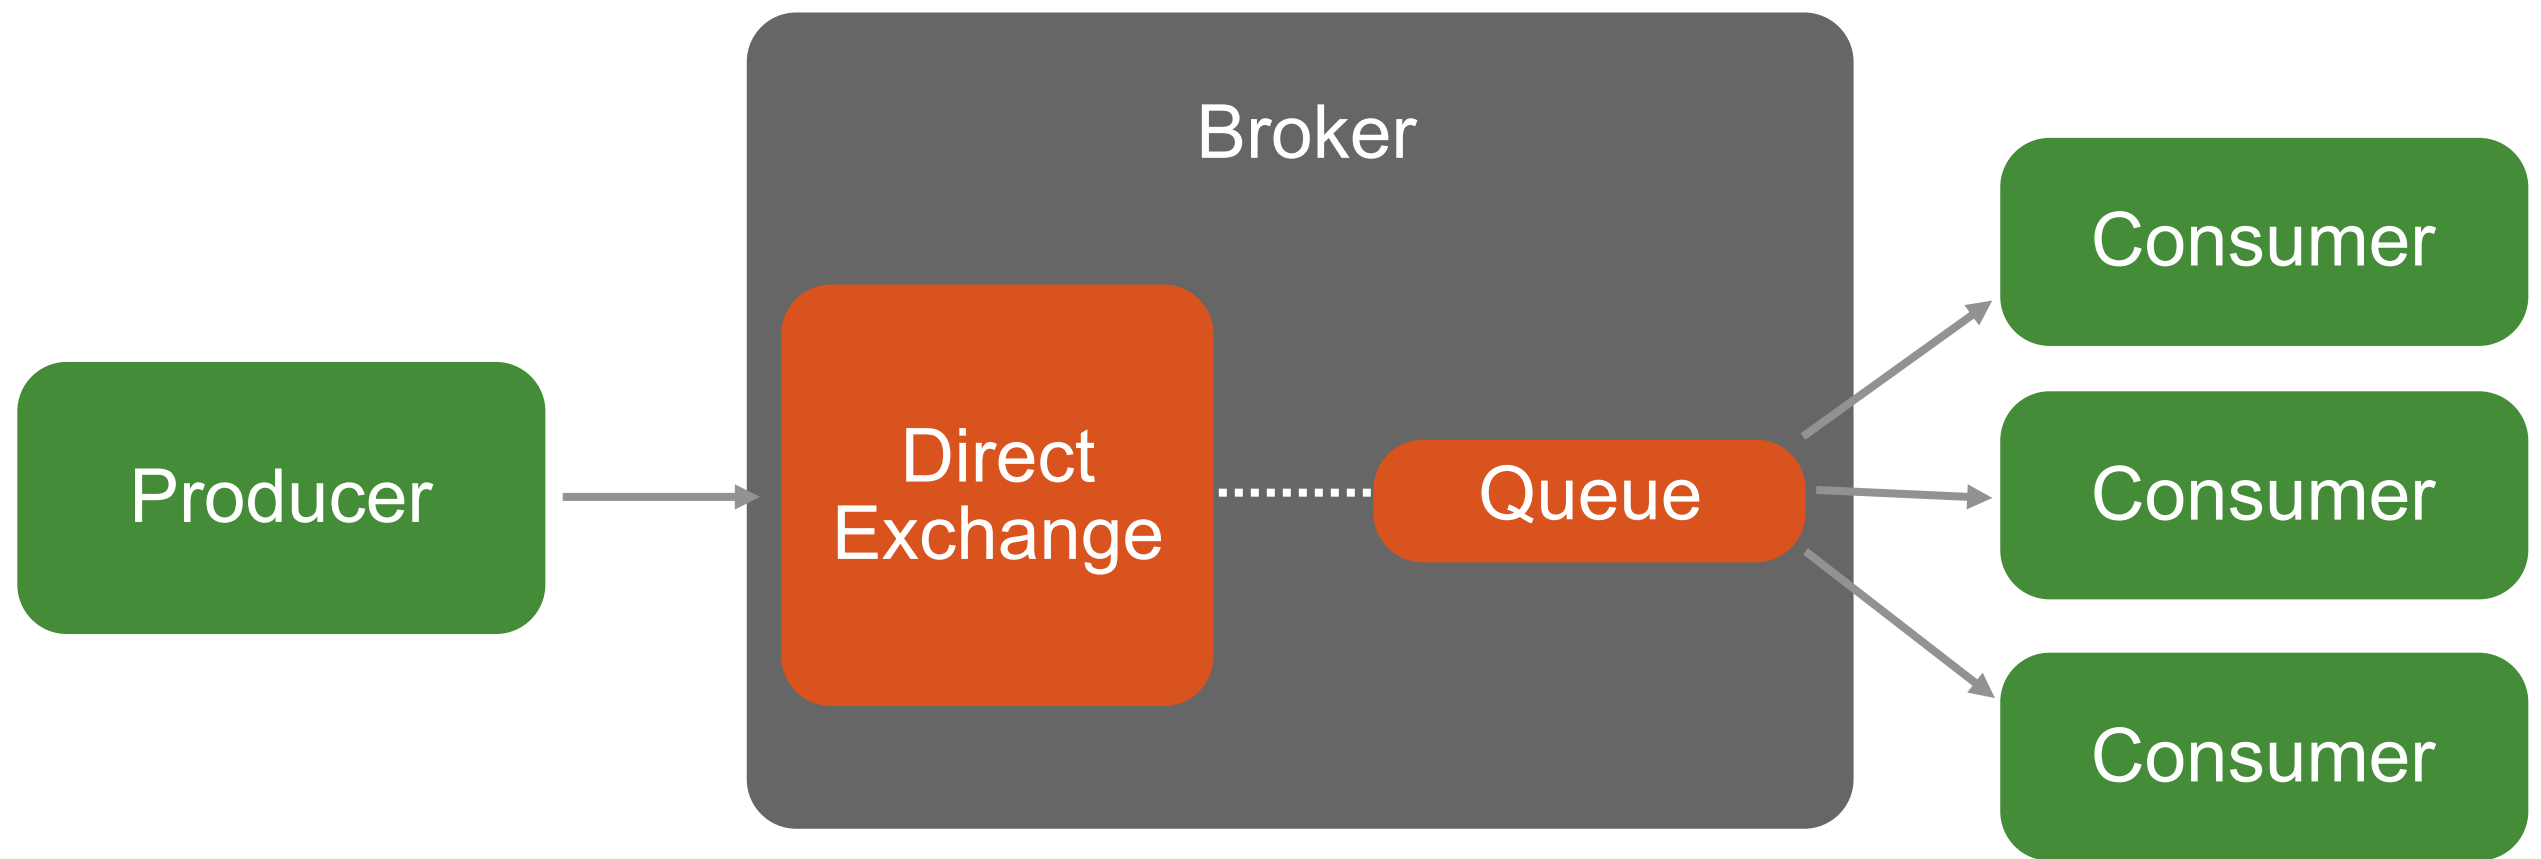 Broker
Producer
Direct
Exchange
Queue
Consumer
Consumer
Consumer